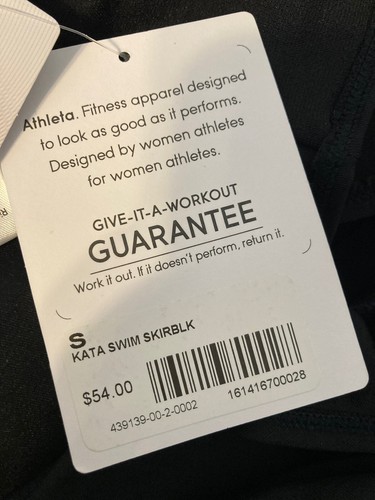 Athleta. Fitness apparel designed
to look as good as it performs.
Designed by women athletes
for women athletes.
GIVE-IT-A-WORKOUT
GUARANTEE
Work it out. If it doesn't perform, return it.
S
KATA SWIM SKIRBLK
$54.00
439139-00-2-0002
161416700028